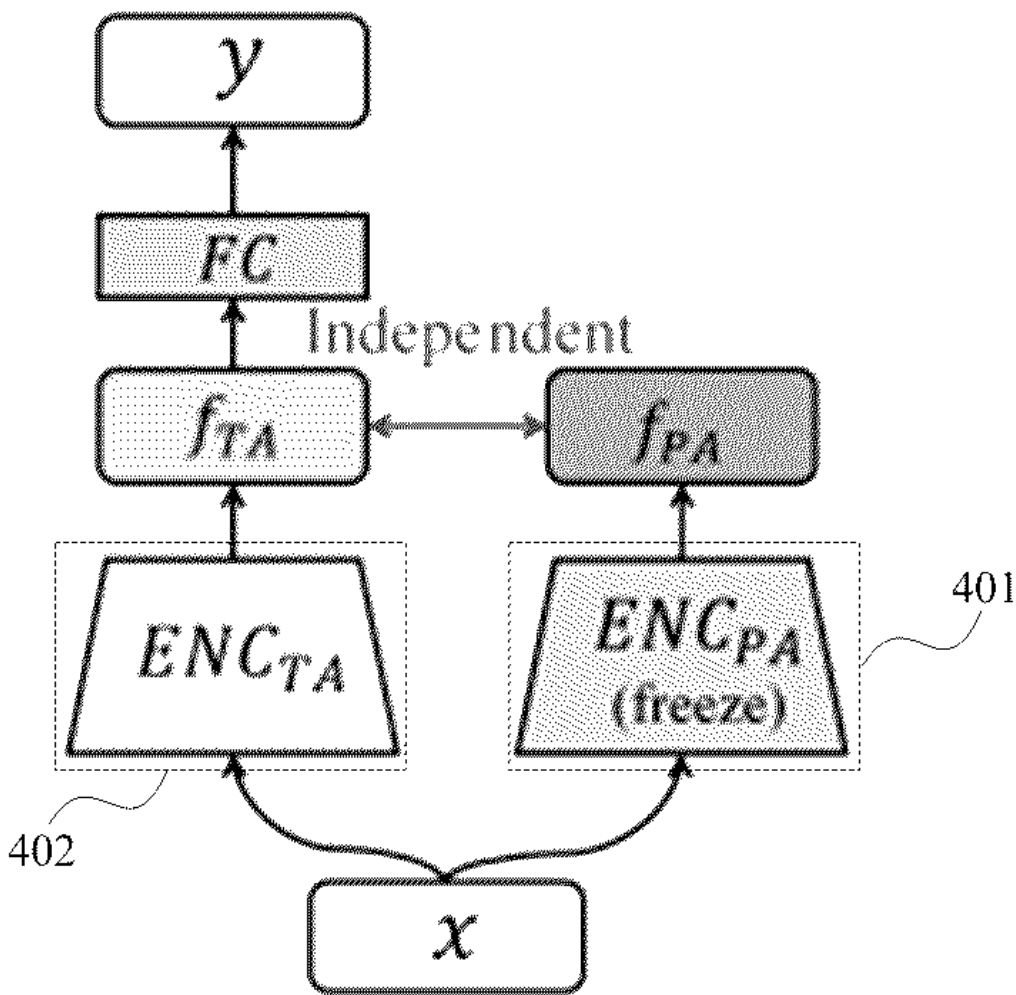 y
FC
Independent
f_TA
f_PA
ENC_TA
ENC_PA
(freeze)
401
402
x